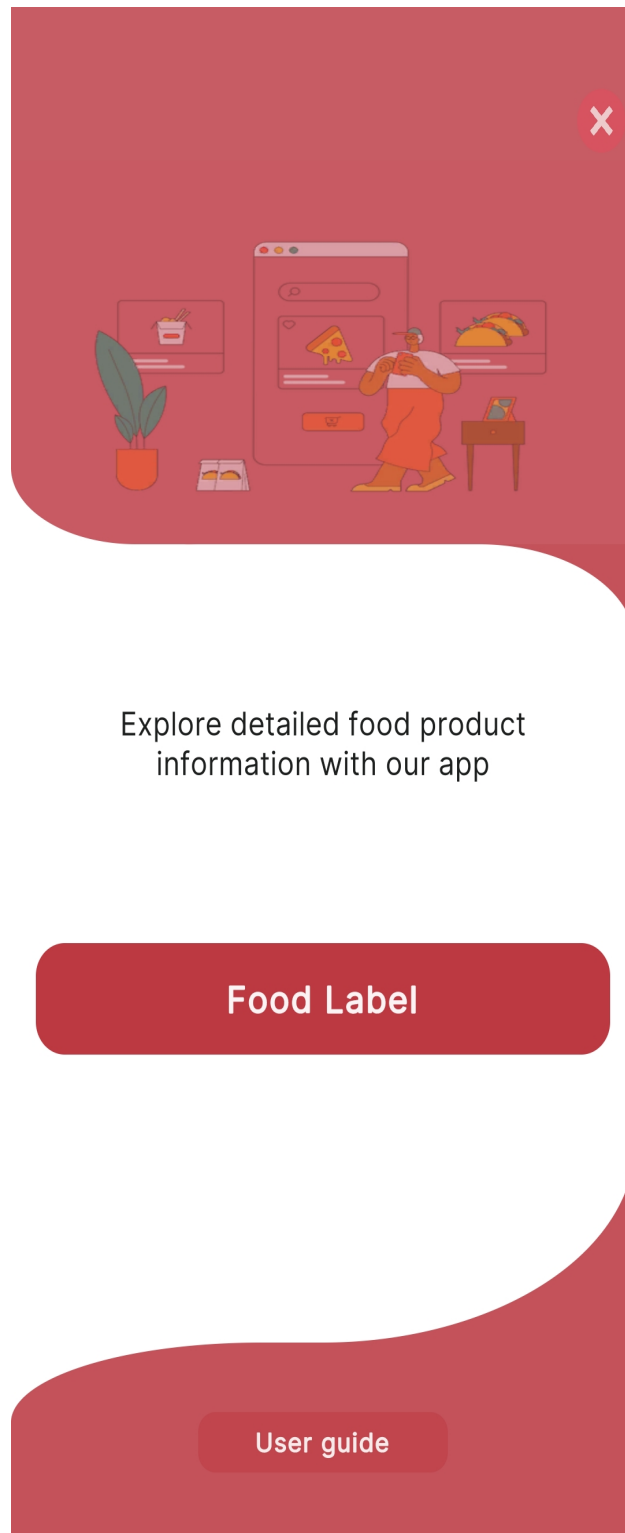 X
Explore detailed food product
information with our app
Food Label
User guide